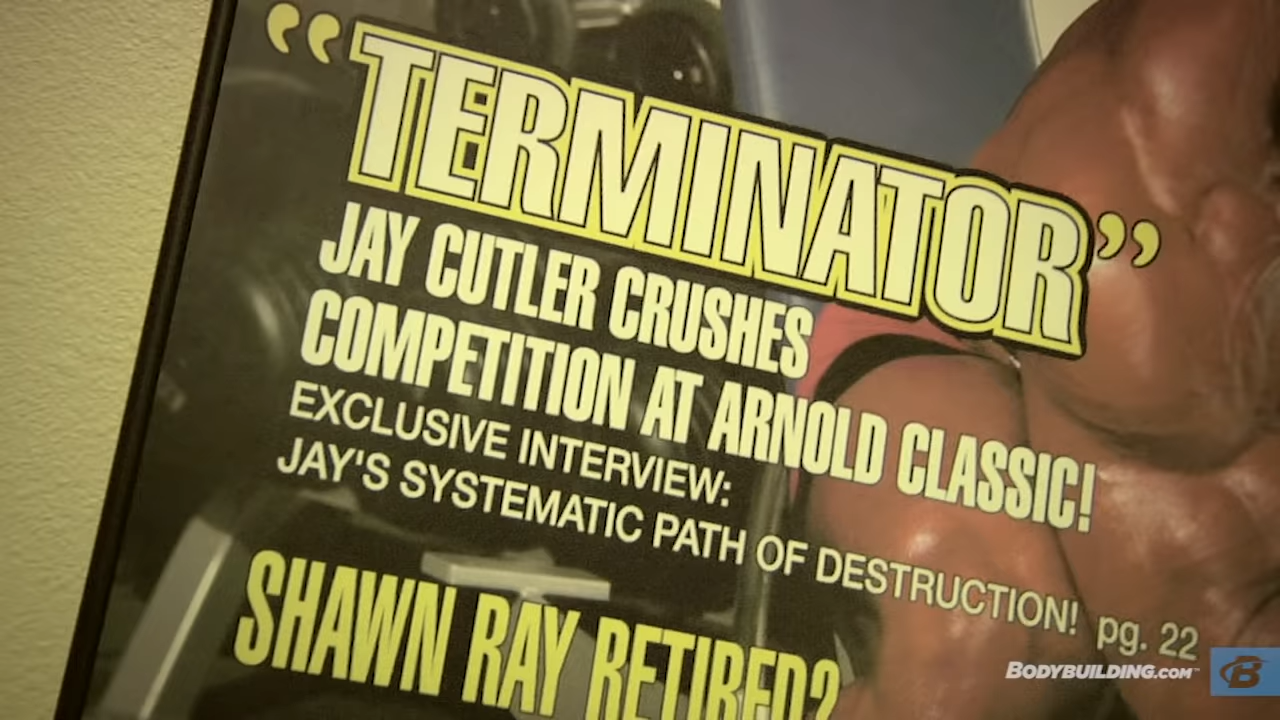 “TERMINATOR”
JAY CUTLER CRUSHES
COMPETITION AT ARNOLD CLASSIC!
EXCLUSIVE INTERVIEW:
JAY'S SYSTEMATIC PATH OF DESTRUCTION! pg. 22
SHAWN RAY RETIRED?
BODYBUILDING.COM™
B